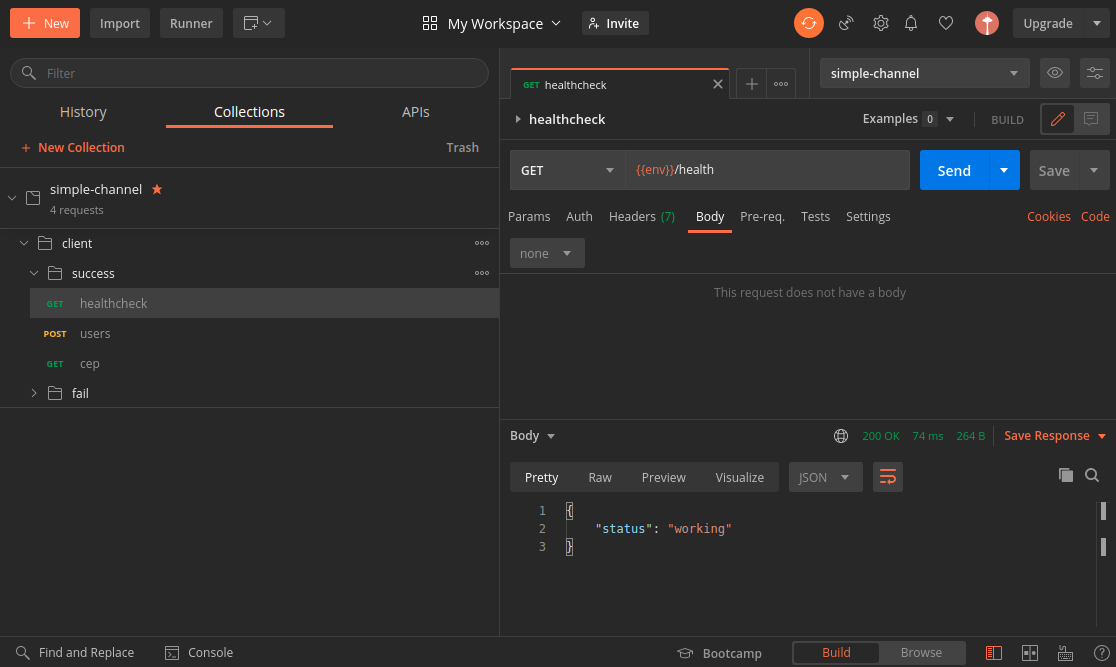 New
Import
Runner
My Workspace
Invite
Upgrade
Filter
History
Collections
APIs
New Collection
Trash
simple-channel
4 requests
client
success
GET healthcheck
POST users
GET cep
fail
GET healthcheck
simple-channel
healthcheck
Examples 0
BUILD
GET
{{env}}/health
Send
Save
Params
Auth
Headers (7)
Body
Pre-req.
Tests
Settings
Cookies
Code
none
This request does not have a body
Body
200 OK
74 ms
264 B
Save Response
Pretty
Raw
Preview
Visualize
JSON
1 {
2 "status": "working"
3 }
Find and Replace
Console
Bootcamp
Build
Browse